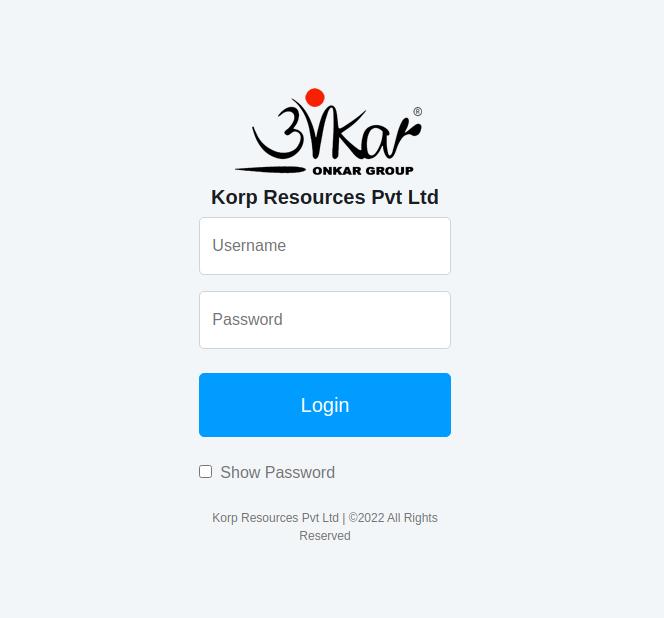 उnkar®
ONKAR GROUP
Korp Resources Pvt Ltd
Username
Password
Login
Show Password
Korp Resources Pvt Ltd | ©2022 All Rights
Reserved